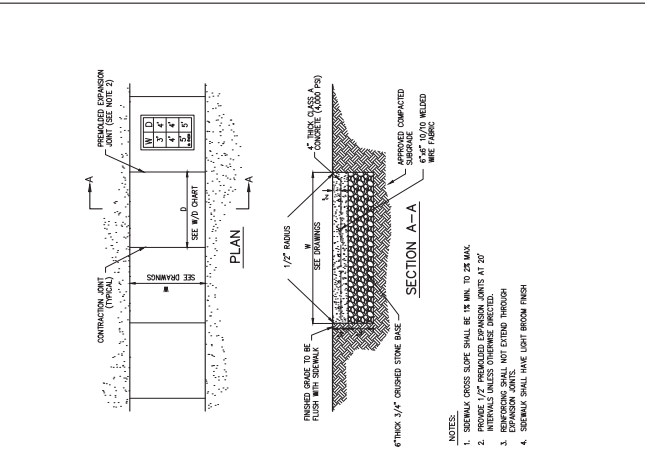 CONTRACTION JOINT
(TYPICAL)
PREMOLDED EXPANSION
JOINT (SEE NOTE 2)
A
A
W D
3' 4'
4' 4'
5' 5'
W
SEE DRAWINGS
D
SEE W/D CHART
PLAN
FINISHED GRADE TO BE
FLUSH WITH SIDEWALK
1/2" RADIUS
4" THICK CLASS A
CONCRETE (4,000 PSI)
W
SEE DRAWINGS
6"THICK 3/4" CRUSHED STONE BASE
SECTION A-A
APPROVED COMPACTED
SUBGRADE
6"x6" 10/10 WELDED
WIRE FABRIC
NOTES:
1. SIDEWALK CROSS SLOPE SHALL BE 1% MIN. TO 2% MAX.
2. PROVIDE 1/2" PREMOLDED EXPANSION JOINTS AT 20'
INTERVALS UNLESS OTHERWISE DIRECTED.
3. REINFORCING SHALL NOT EXTEND THROUGH
EXPANSION JOINTS.
4. SIDEWALK SHALL HAVE LIGHT BROOM FINISH